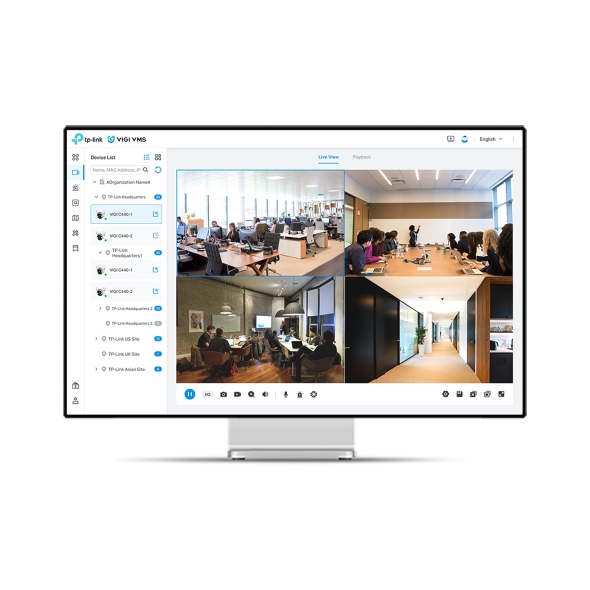 tp-link VIGI VMS
English
Device List
Live View
Playback
Name, MAC Address, IP
#Organization Name#
TP-Link Headquarters
VIGI C440-1
VIGI C440-2
TP-Link
Headquarters1
VIGI C440-1
VIGI C440-2
TP-Link Headquarters 2
TP-Link Headquarters 3
TP-Link US Site
TP-Link UK Site
TP-Link Asian Site
HQ